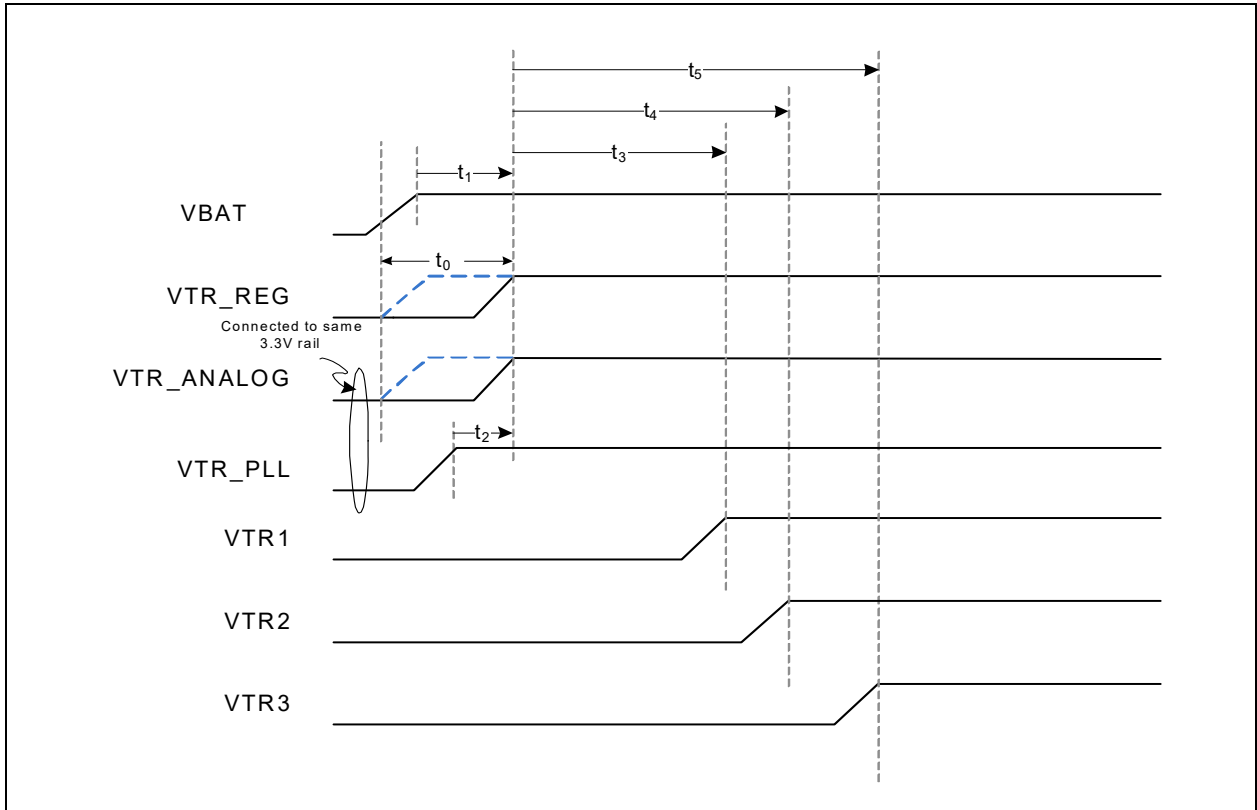 t5
t4
t3
t1
VBAT
t0
VTR_REG
Connected to same
3.3V rail
VTR_ANALOG
t2
VTR_PLL
VTR1
VTR2
VTR3